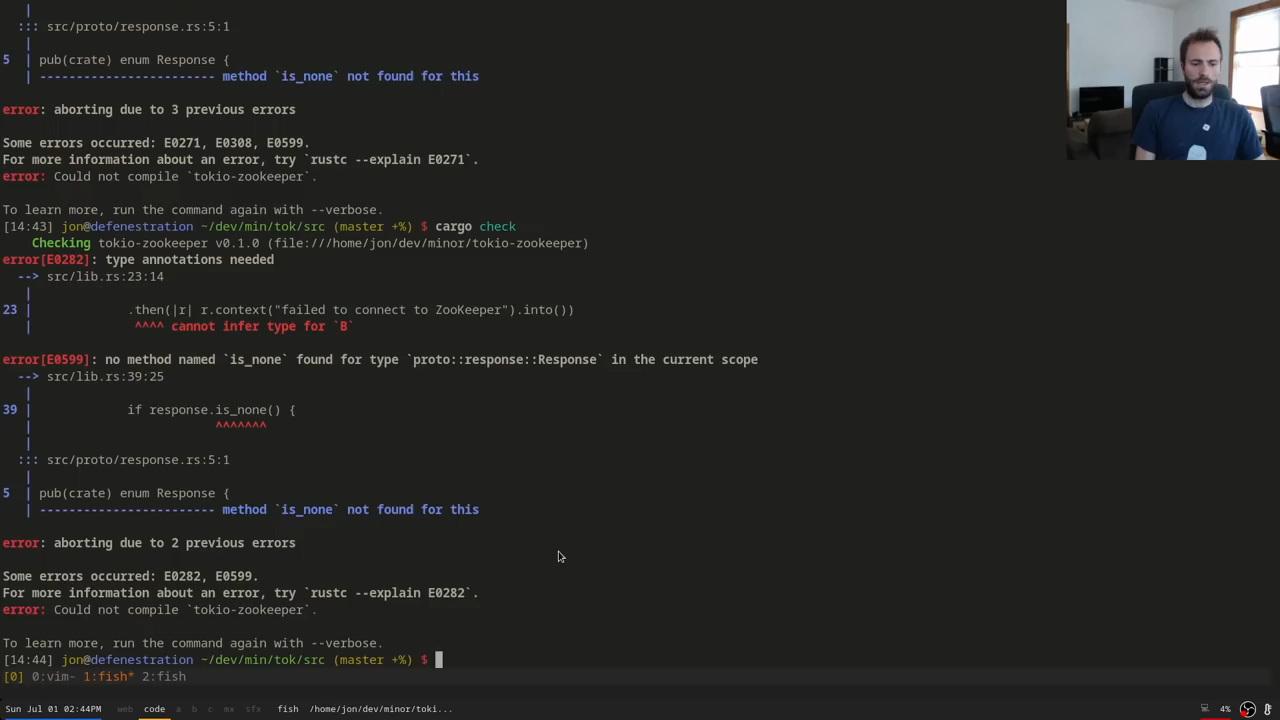 |
::: src/proto/response.rs:5:1
|
5 | pub(crate) enum Response {
| ----------------------- method `is_none` not found for this
error: aborting due to 3 previous errors
Some errors occurred: E0271, E0308, E0599.
For more information about an error, try `rustc --explain E0271`.
error: Could not compile `tokio-zookeeper`.
To learn more, run the command again with --verbose.
[14:43] jon@defenestration ~/dev/min/tok/src (master +%) $ cargo check
Checking tokio-zookeeper v0.1.0 (file:///home/jon/dev/minor/tokio-zookeeper)
error[E0282]: type annotations needed
--> src/lib.rs:23:14
|
23 | .then(|r| r.context("failed to connect to ZooKeeper").into())
| ^^^^ cannot infer type for `B`
error[E0599]: no method named `is_none` found for type `proto::response::Response` in the current scope
--> src/lib.rs:39:25
|
39 | if response.is_none() {
| ^^^^^^^
|
::: src/proto/response.rs:5:1
|
5 | pub(crate) enum Response {
| ----------------------- method `is_none` not found for this
error: aborting due to 2 previous errors
Some errors occurred: E0282, E0599.
For more information about an error, try `rustc --explain E0282`.
error: Could not compile `tokio-zookeeper`.
To learn more, run the command again with --verbose.
[14:44] jon@defenestration ~/dev/min/tok/src (master +%) $
[0] 0:vim- 1:fish* 2:fish
Sun Jul 01 02:44PM web code a b c mx sfx fish /home/jon/dev/minor/toki... 4%